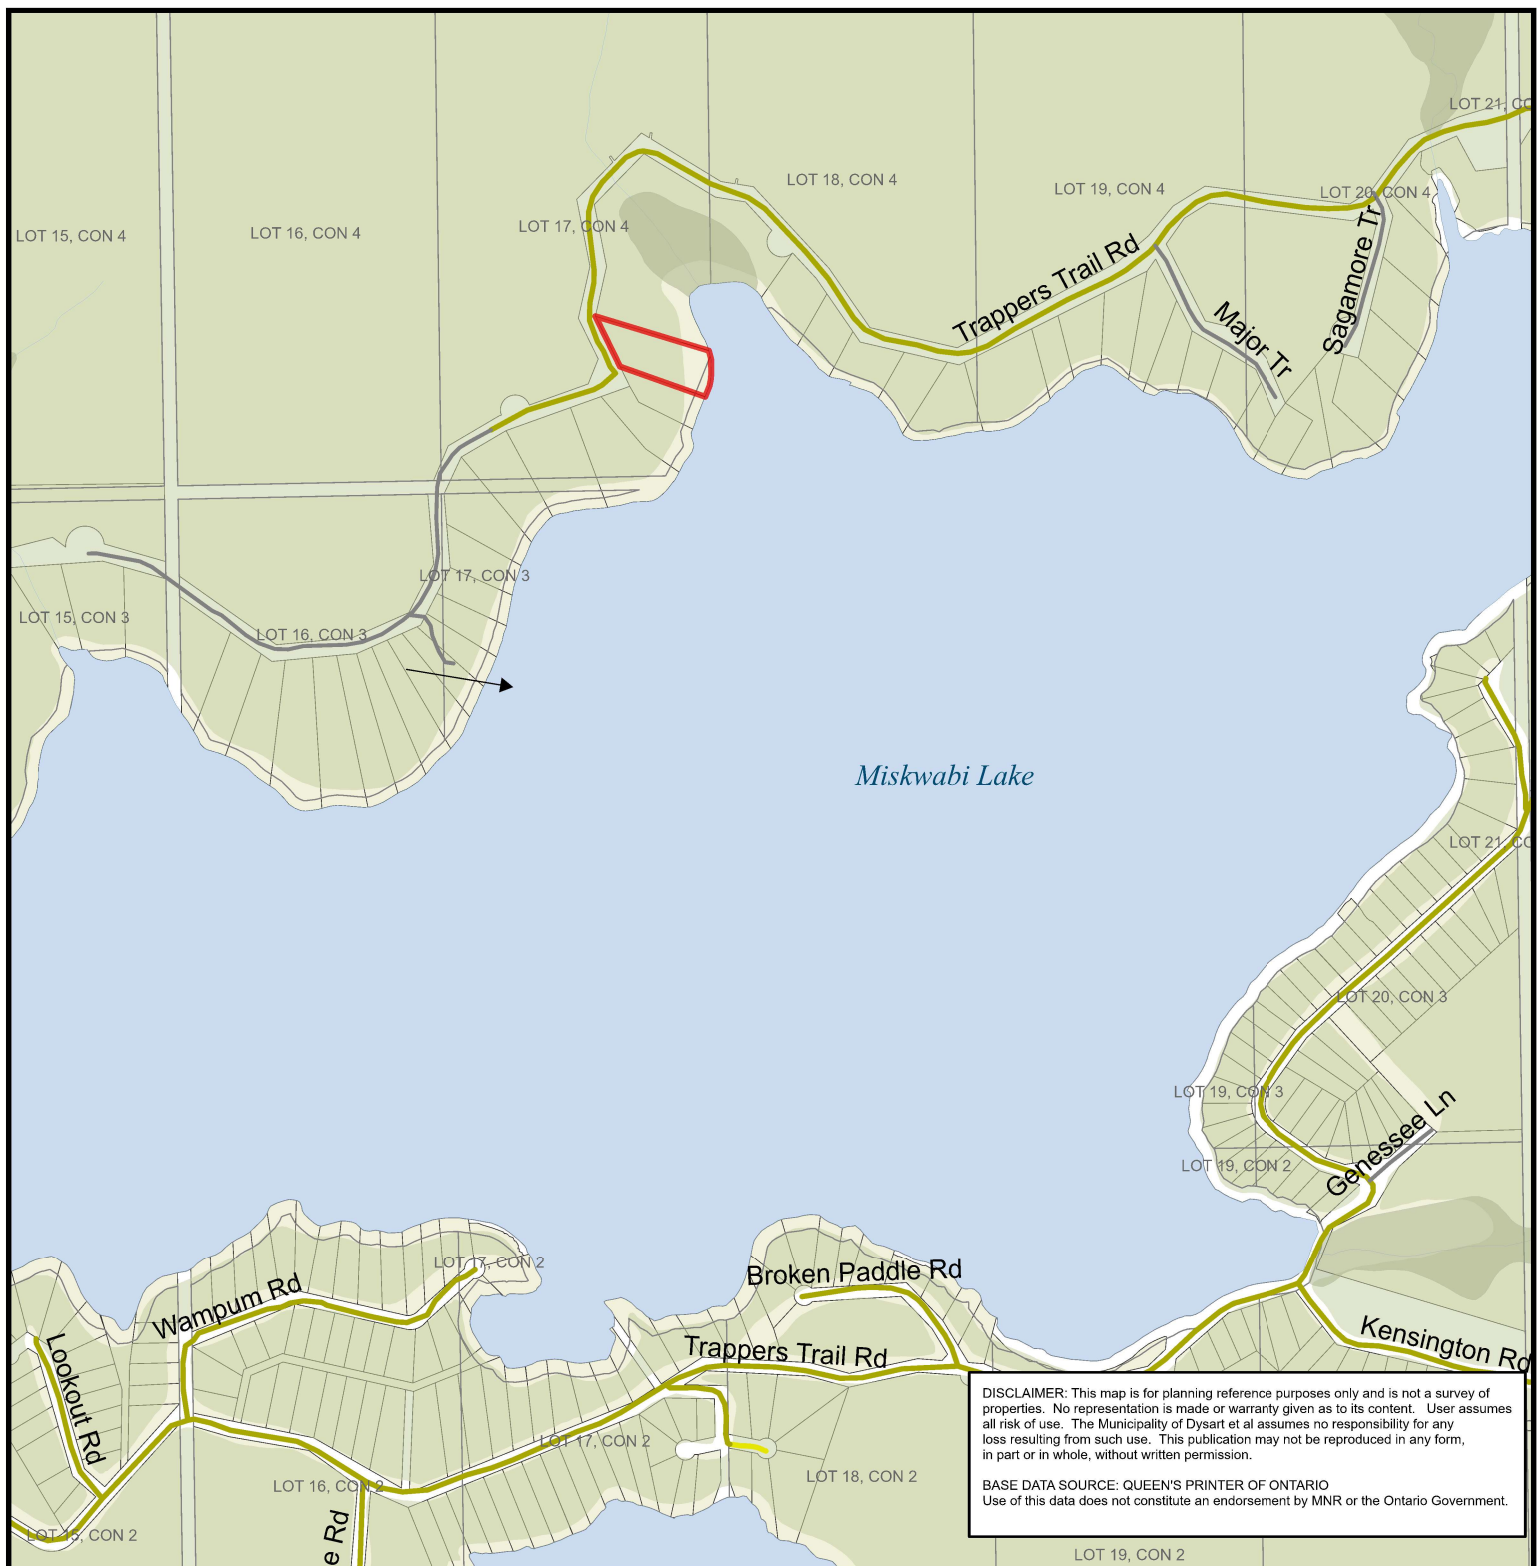 LOT 21, CO
LOT 18, CON 4
LOT 19, CON 4
LOT 20, CON 4
LOT 17, CON 4
LOT 16, CON 4
LOT 15, CON 4
Trappers Trail Rd
Major Tr
Sagamore Tr
LOT 17, CON 3
LOT 15, CON 3
LOT 16, CON 3
Miskwabi Lake
LOT 21, CO
LOT 20, CON 3
LOT 19, CON 3
Genessee Ln
LOT 19, CON 2
LOT 17, CON 2
Wampum Rd
Broken Paddle Rd
Lookout Rd
Trappers Trail Rd
Kensington Rd
LOT 17, CON 2
LOT 18, CON 2
LOT 16, CON 2
LOT 15, CON 2
e Rd
DISCLAIMER: This map is for planning reference purposes only and is not a survey of
properties. No representation is made or warranty given as to its content. User assumes
all risk of use. The Municipality of Dysart et al assumes no responsibility for any
loss resulting from such use. This publication may not be reproduced in any form,
in part or in whole, without written permission.
BASE DATA SOURCE: QUEEN'S PRINTER OF ONTARIO
Use of this data does not constitute an endorsement by MNR or the Ontario Government.
LOT 19, CON 2